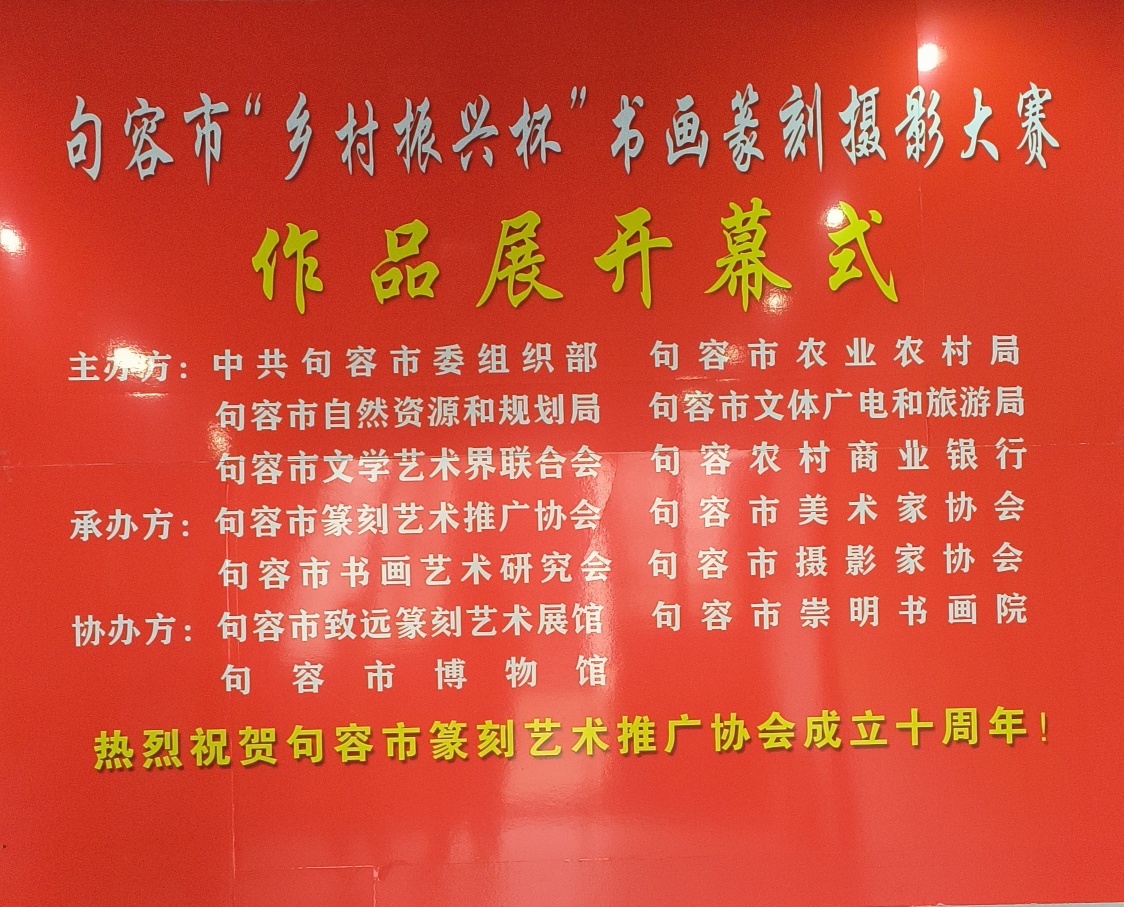 句容市“乡村振兴杯”书画篆刻摄影大赛
作品展开幕式
主办方：中共句容市委组织部 句容市农业农村局
句容市自然资源和规划局 句容市文体广电和旅游局
句容市文学艺术界联合会 句容农村商业银行
承办方：句容市篆刻艺术推广协会 句容市美术家协会
句容市书画艺术研究会 句容市摄影家协会
协办方：句容市致远篆刻艺术展馆 句容市崇明书画院
句容市博物馆
热烈祝贺句容市篆刻艺术推广协会成立十周年！